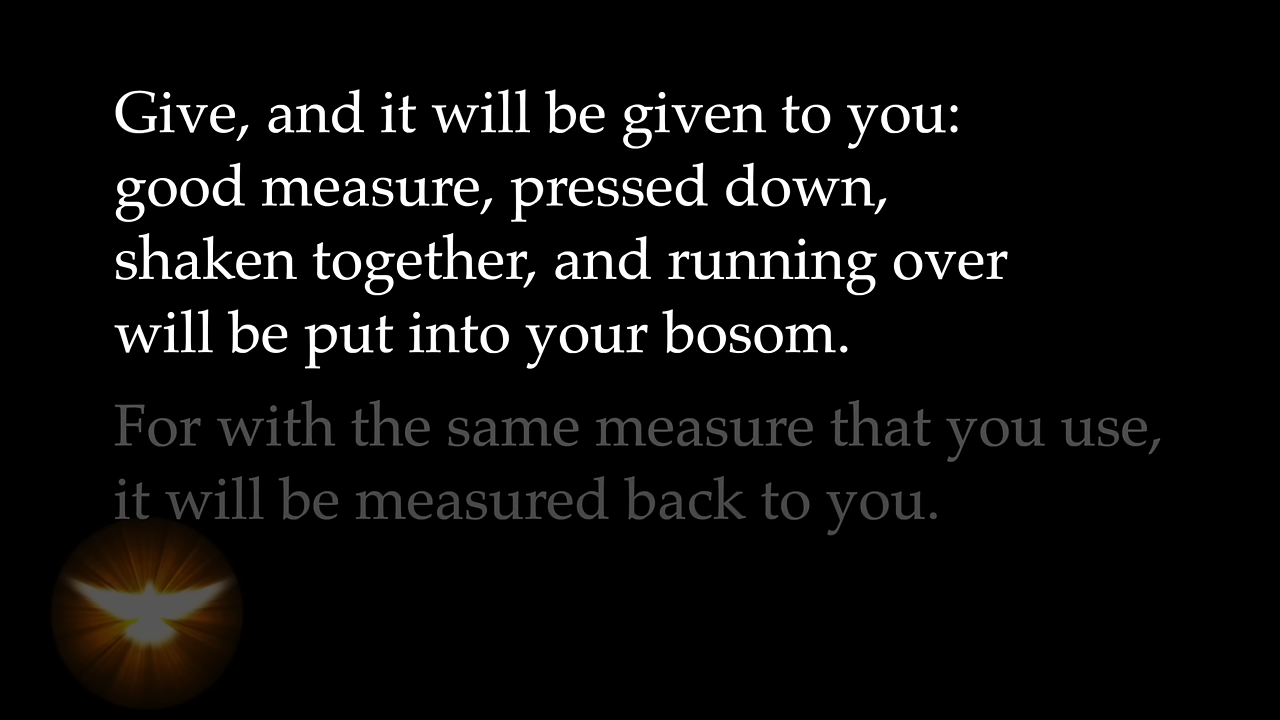 Give, and it will be given to you:
good measure, pressed down,
shaken together, and running over
will be put into your bosom.
For with the same measure that you use,
it will be measured back to you.